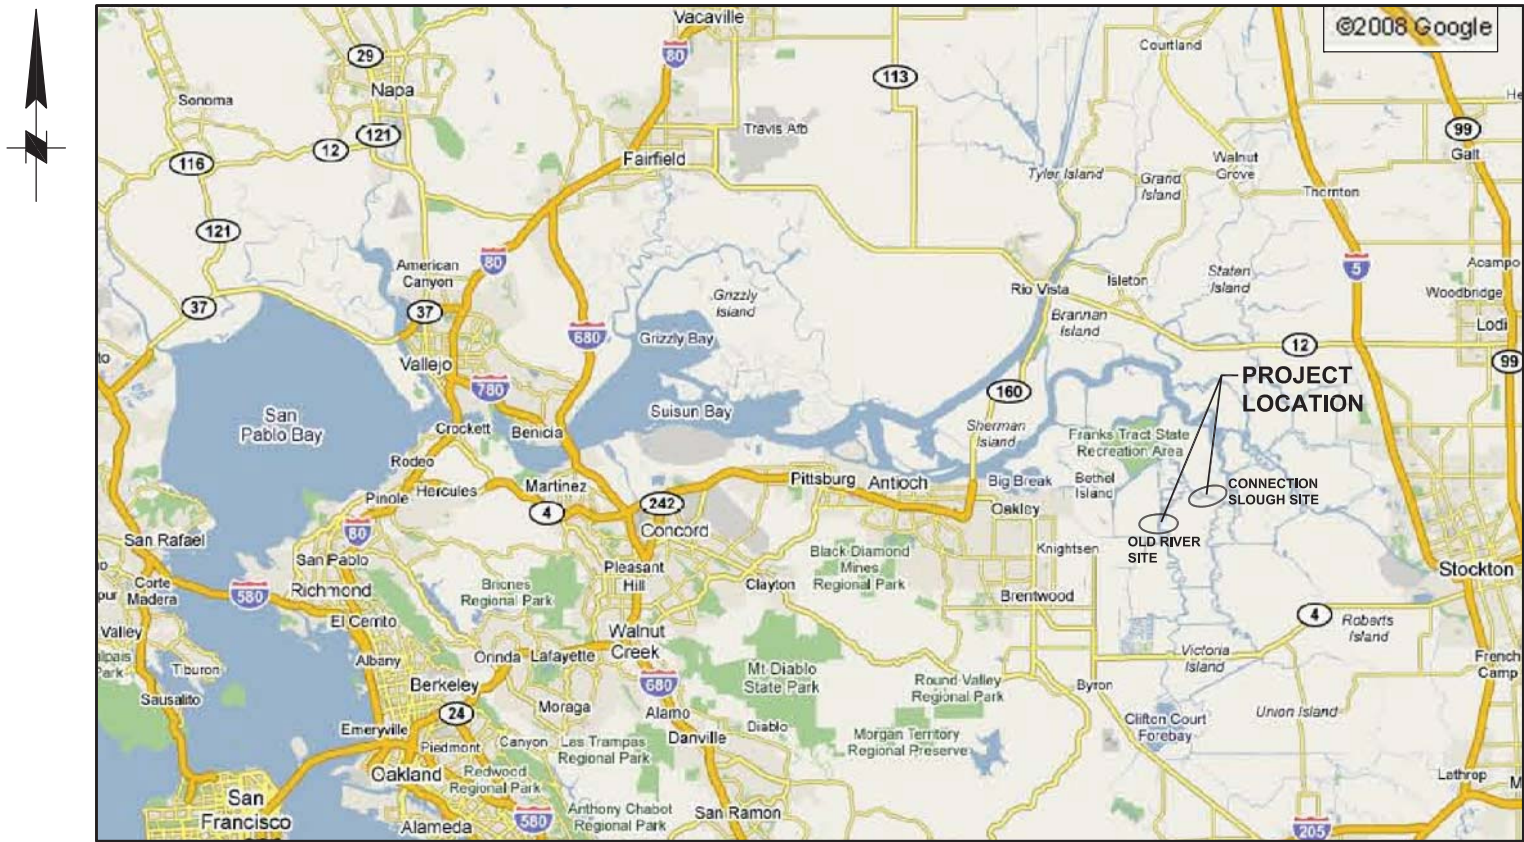 ©2008 Google
Vacaville
80
Courtland
29
Napa
113
He
Sonoma
99
121
Travis Afb
12
116
Fairfield
Galt
Walnut
Grove
Tyler Island
Grand
Island
Thornton
121
80
American
Canyon
5
Acampo
Staten
Island
Isleton
Rio Vista
Woodbridge
Grizzly
Island
37
37
Brannan
Island
Lodi
680
Grizzly Bay
12
to
Vallejo
99
780
160
PROJECT
LOCATION
San
Pablo Bay
Suisun Bay
Crockett
Benicia
Sherman
Island
Franks Tract State
Recreation Area
Rodeo
Pittsburg
Antioch
Big Break
Bethel
Island
CONNECTION
SLOUGH SITE
Pinole
Hercules
Martinez
242
4
Oakley
Concord
80
San Rafael
OLD RIVER
SITE
Knightsen
San Pablo
Black Diamond
Mines
Regional Park
Pleasant
Hill
Stockton
Corte
Madera
580
Richmond
Briones
Regional Park
Clayton
Brentwood
pur
El Cerrito
4
Roberts
Island
Valley
Walnut
Creek
Albany
Orinda
Lafayette
Victoria
Island
French
Camp
alpais
Park
Tiburon
Mt Diablo
State Park
Berkeley
680
Round Valley
Regional Park
Byron
Sausalito
Moraga
24
Alamo
Union Island
Emeryville
Diablo
Clifton Court
Forebay
Piedmont
Canyon
Las Trampas
Regional Park
Danville
Morgan Territory
Regional Preserve
Oakland
Redwood
Regional Park
Lathrop
M
San
Francisco
Alameda
580
Anthony Chabot
Regional Park
San Ramon
205